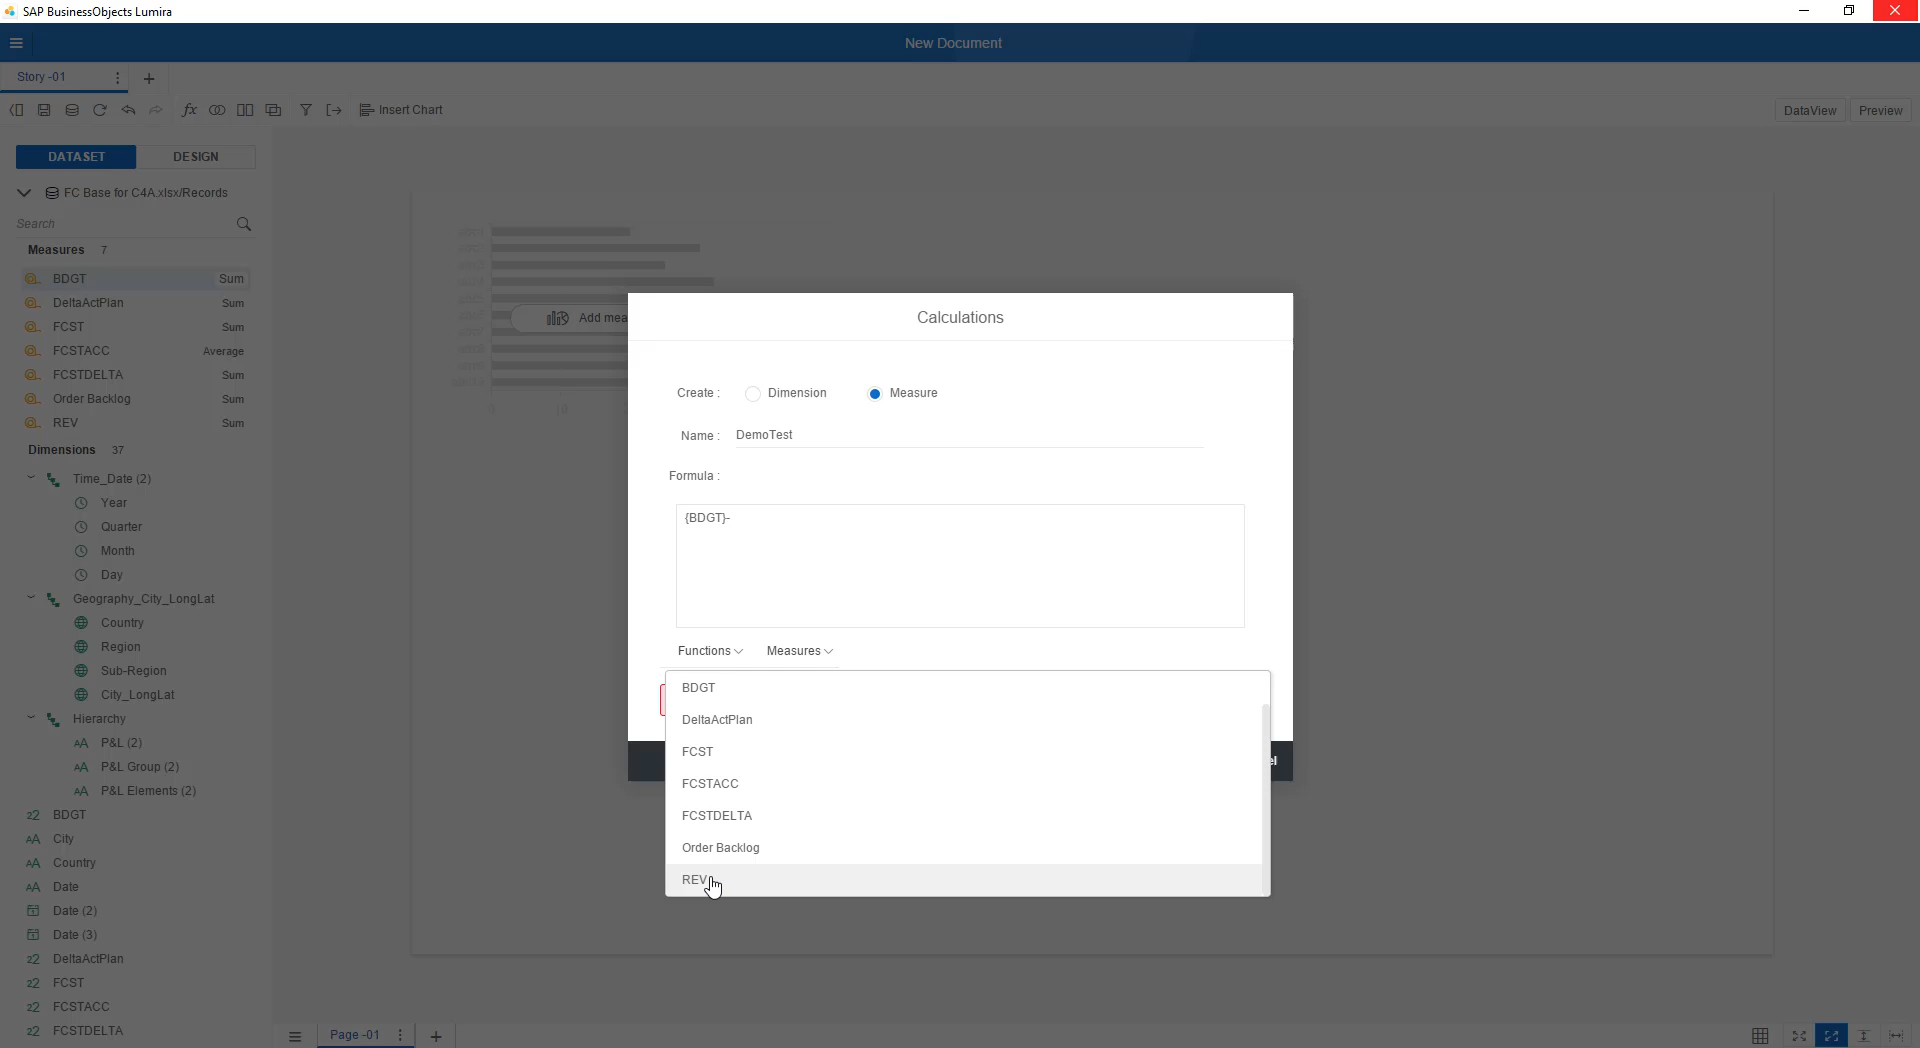 SAP BusinessObjects Lumira
New Document
Story -01
Insert Chart
DataView
Preview
DATASET
DESIGN
FC Base for C4A.xlsx/Records
Search
Measures 7
BDGT Sum
DeltaActPlan Sum
FCST Sum
FCSTACC Average
FCSTDELTA Sum
Order Backlog Sum
REV Sum
Dimensions 37
Time_Date (2)
Year
Quarter
Month
Day
Geography_City_LongLat
Country
Region
Sub-Region
City_LongLat
Hierarchy
P&L (2)
P&L Group (2)
P&L Elements (2)
BDGT
City
Country
Date
Date (2)
Date (3)
DeltaActPlan
FCST
FCSTACC
FCSTDELTA
Add mea
Calculations
Create :
Dimension
Measure
Name : DemoTest
Formula :
{BDGT}-
Functions
Measures
BDGT
DeltaActPlan
FCST
FCSTACC
FCSTDELTA
Order Backlog
REV
el
Page -01